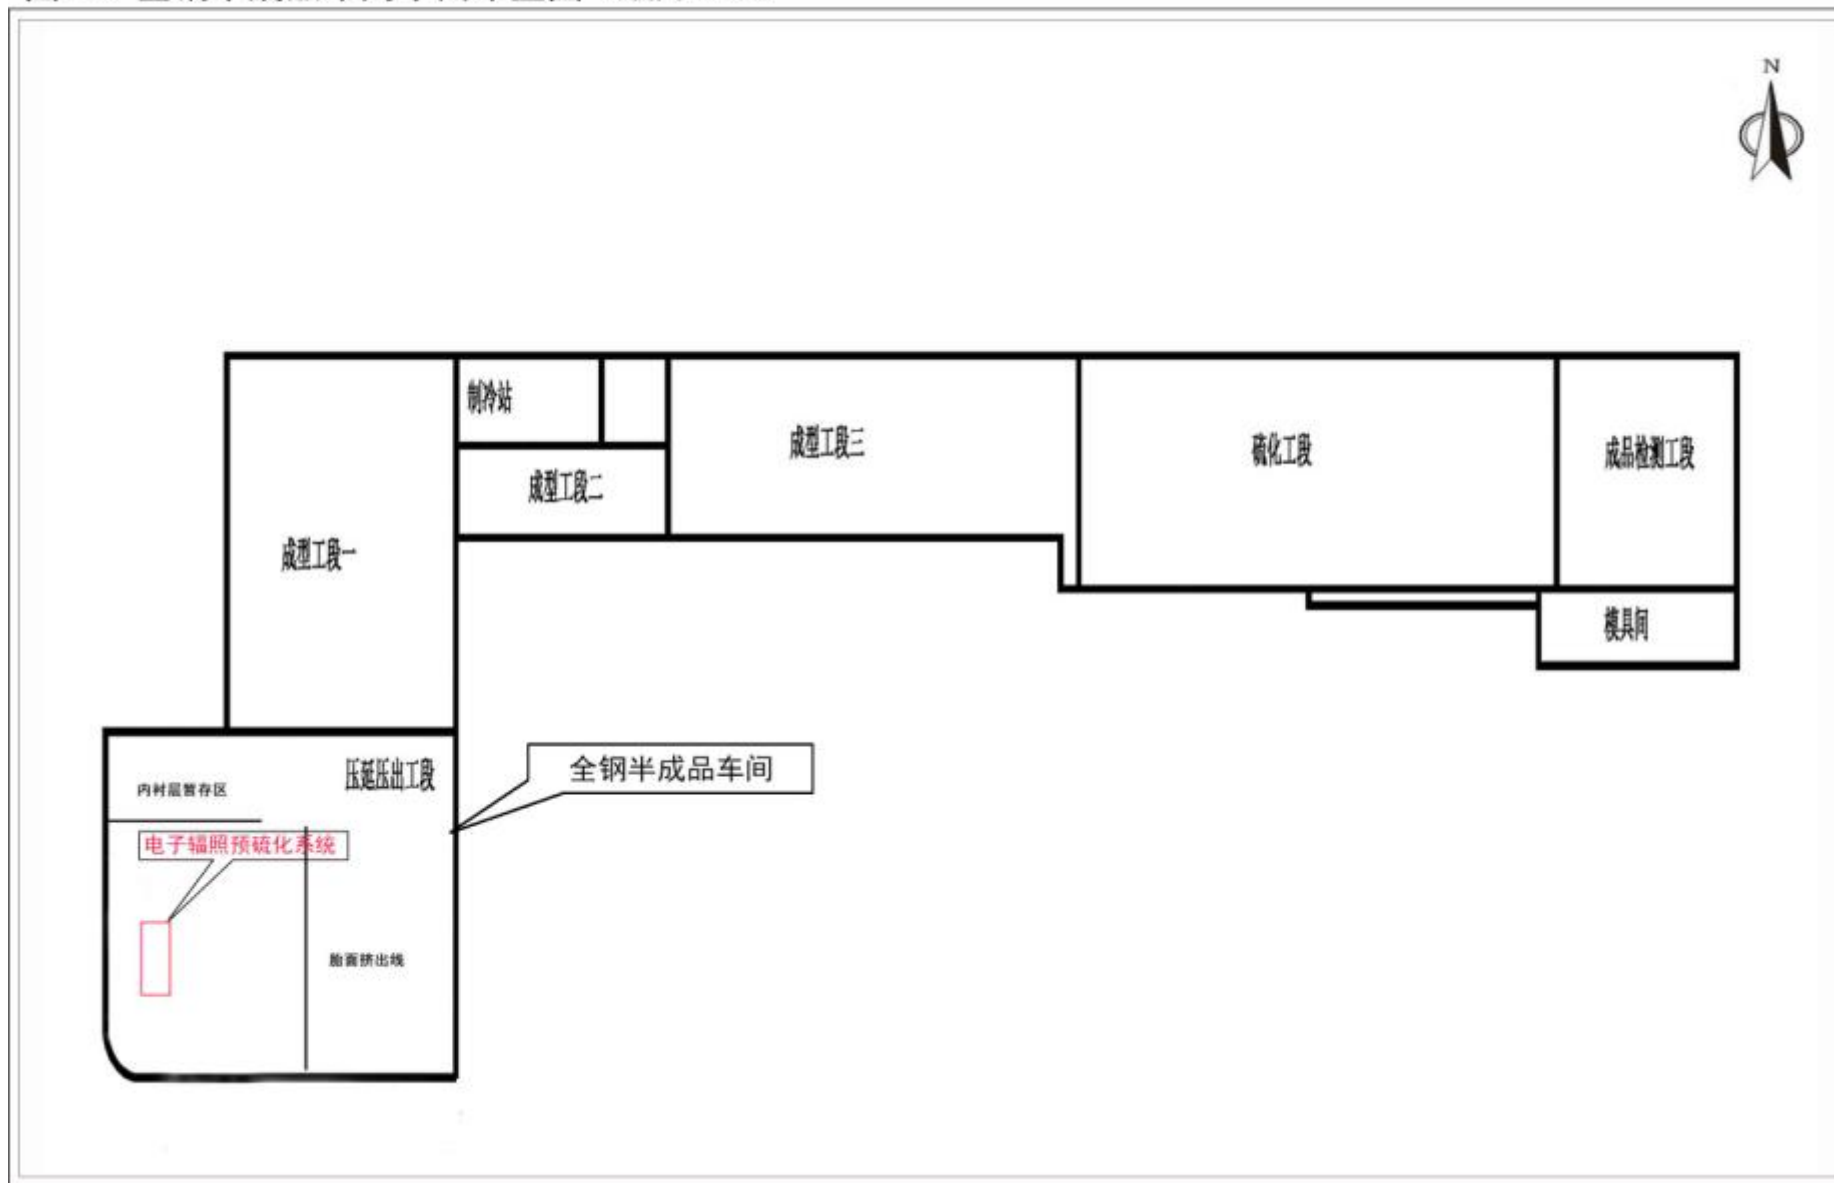 N
制冷站
成型工段三
硫化工段
成品检测工段
成型工段二
成型工段一
模具间
压延压出工段
全钢半成品车间
内衬层暂存区
电子辐照预硫化系统
胎面挤出线